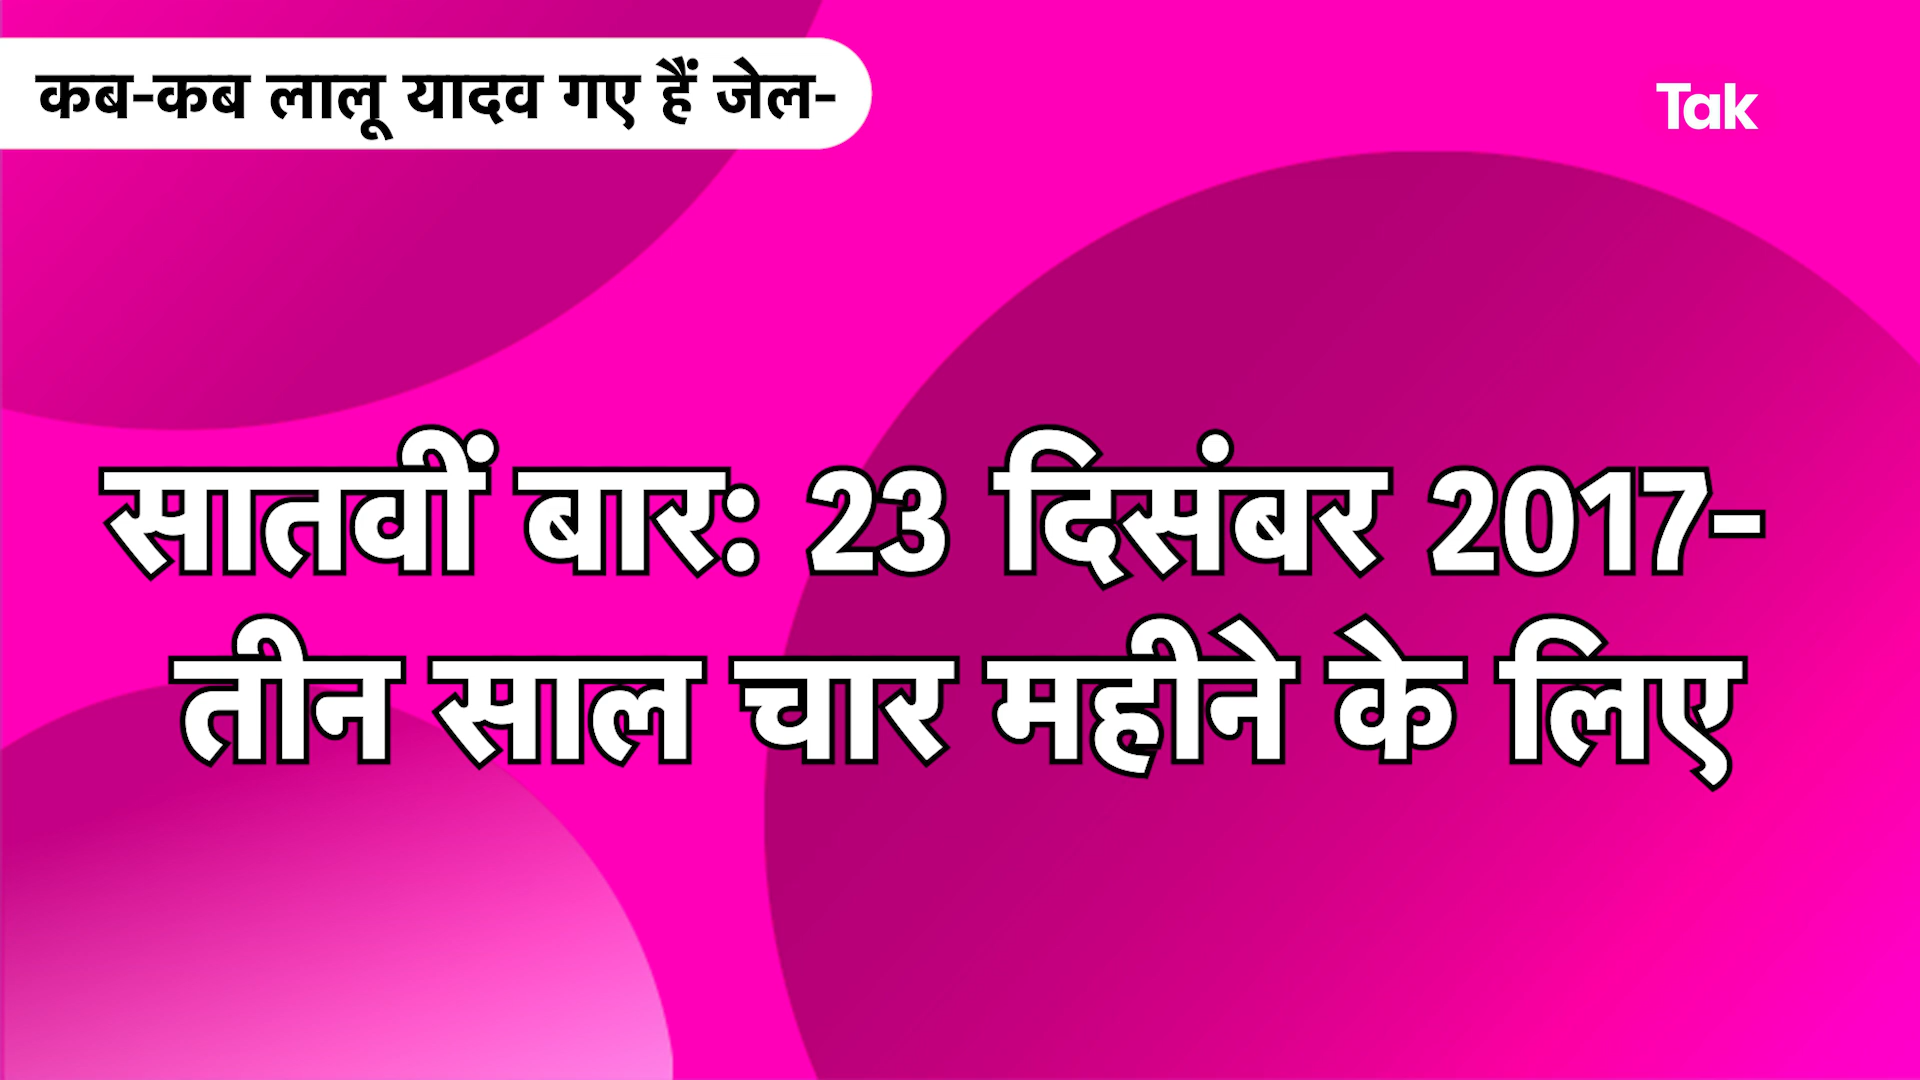 कब-कब लालू यादव गए हैं जेल-
Tak
सातवीं बार: 23 दिसंबर 2017-
तीन साल चार महीने के लिए